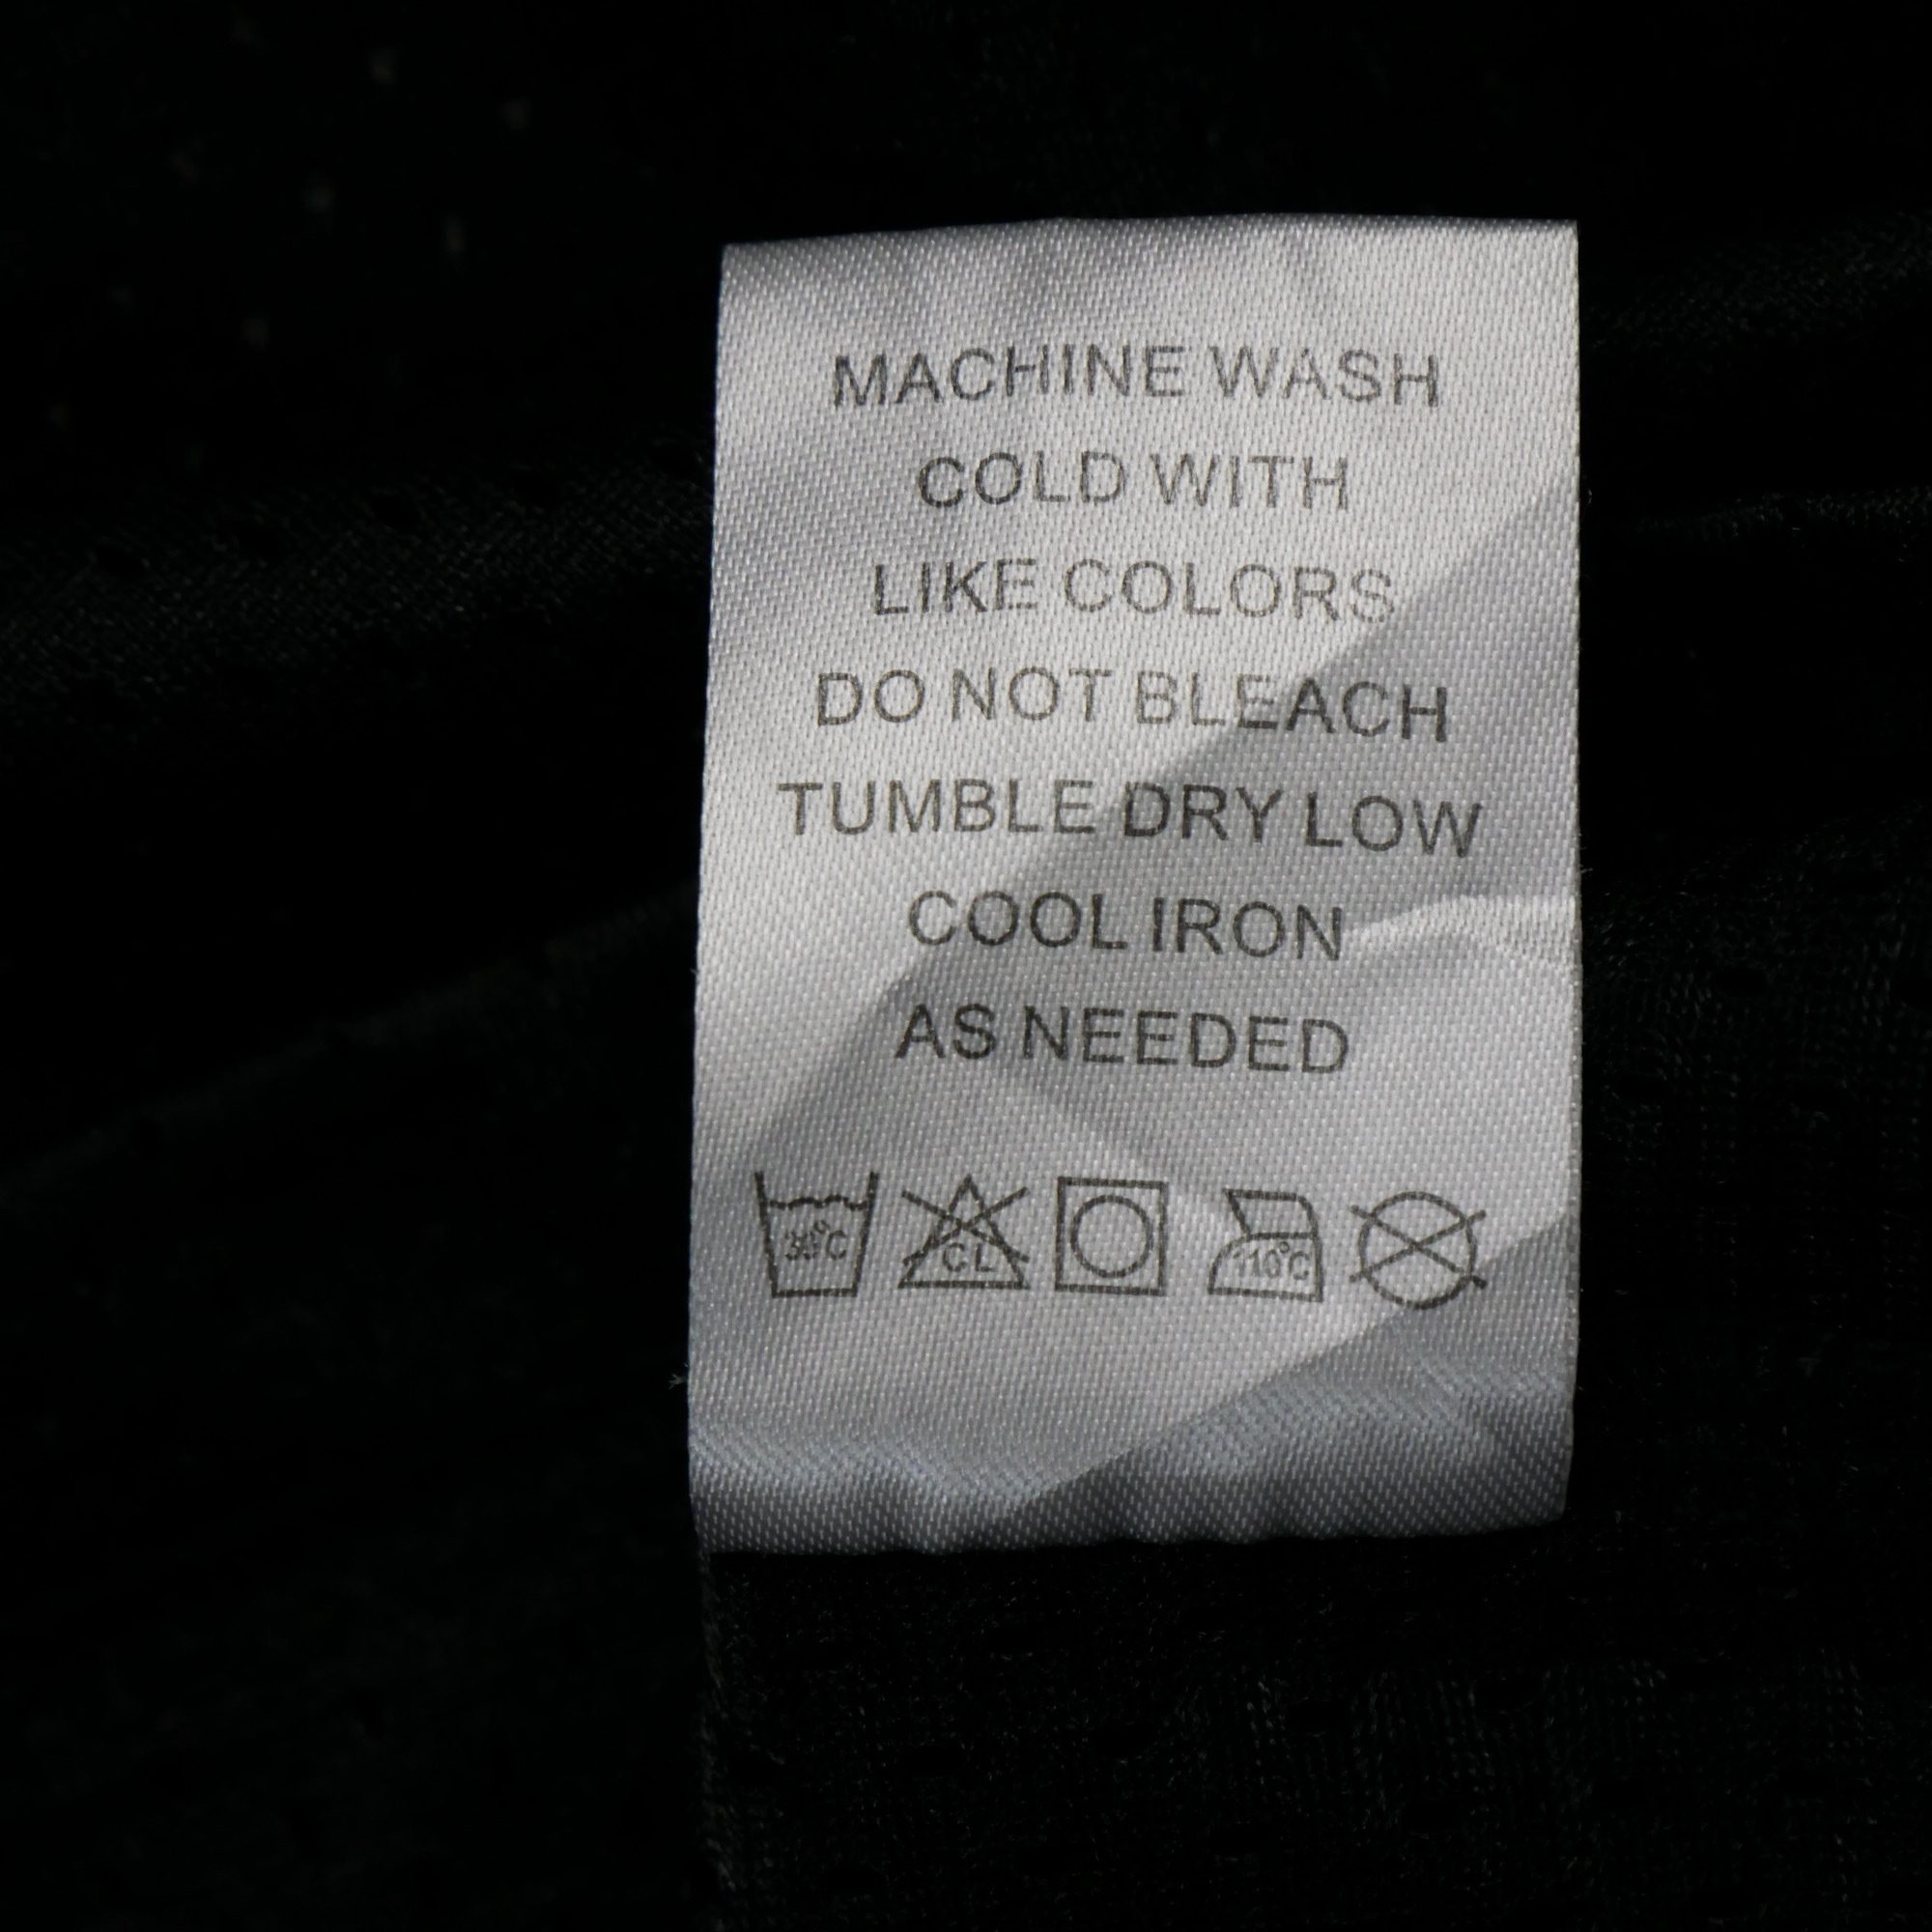 MACHINE WASH
COLD WITH
LIKE COLORS
DO NOT BLEACH
TUMBLE DRY LOW
COOL IRON
AS NEEDED
30°C CL 110°C